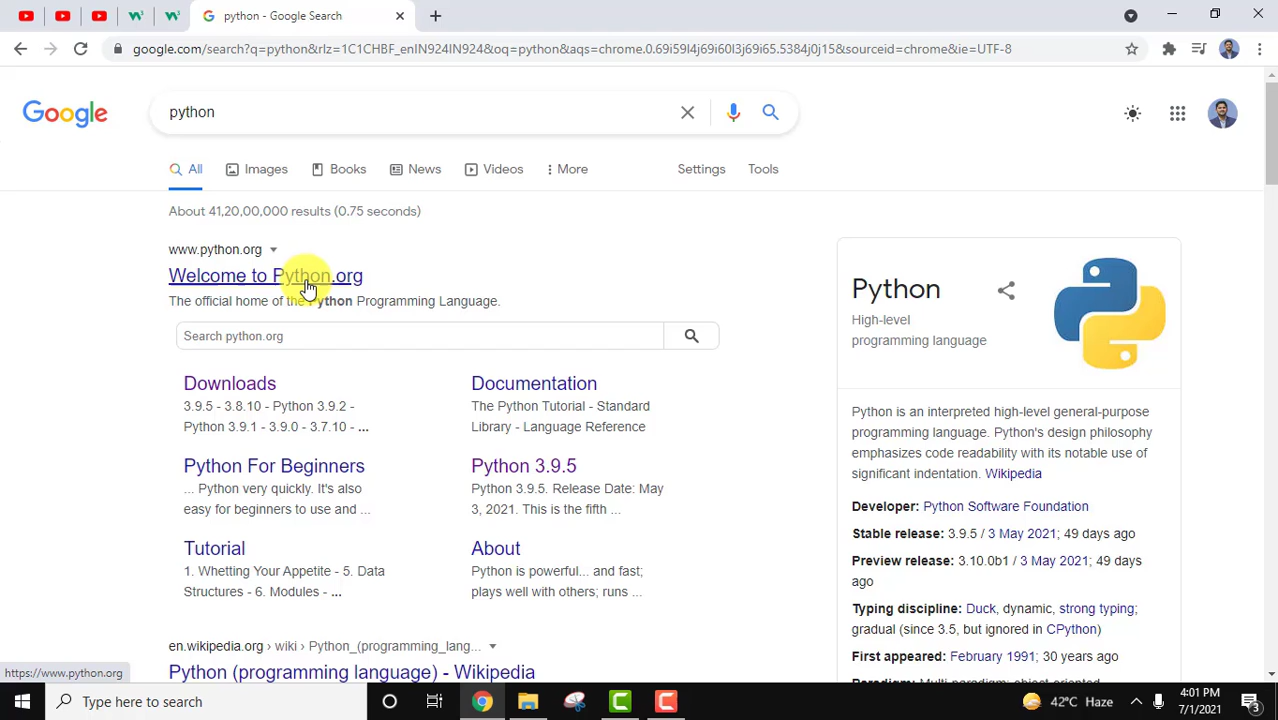 python - Google Search
google.com/search?q=python&rlz=1C1CHBF_enIN924IN924&oq=python&aqs=chrome.0.69i59l4j69i60l3j69i65.5384j0j15&sourceid=chrome&ie=UTF-8
Google
python
All
Images
Books
News
Videos
More
Settings
Tools
About 41,20,00,000 results (0.75 seconds)
www.python.org
Welcome to Python.org
The official home of the Python Programming Language.
Search python.org
Downloads
3.9.5 - 3.8.10 - Python 3.9.2 -
Python 3.9.1 - 3.9.0 - 3.7.10 - ...
Documentation
The Python Tutorial - Standard
Library - Language Reference
Python For Beginners
... Python very quickly. It's also
easy for beginners to use and ...
Python 3.9.5
Python 3.9.5. Release Date: May
3, 2021. This is the fifth ...
Tutorial
1. Whetting Your Appetite - 5. Data
Structures - 6. Modules - ...
About
Python is powerful... and fast;
plays well with others; runs ...
en.wikipedia.org › wiki › Python_(programming_lang...
Python (programming language) - Wikipedia
Python
High-level
programming language
Python is an interpreted high-level general-purpose
programming language. Python's design philosophy
emphasizes code readability with its notable use of
significant indentation. Wikipedia
Developer: Python Software Foundation
Stable release: 3.9.5 / 3 May 2021; 49 days ago
Preview release: 3.10.0b1 / 3 May 2021; 49 days
ago
Typing discipline: Duck, dynamic, strong typing;
gradual (since 3.5, but ignored in CPython)
First appeared: February 1991; 30 years ago
Paradigm: Multi-paradigm: object-oriented
https://www.python.org
Type here to search
42°C Haze
4:01 PM
7/1/2021
3